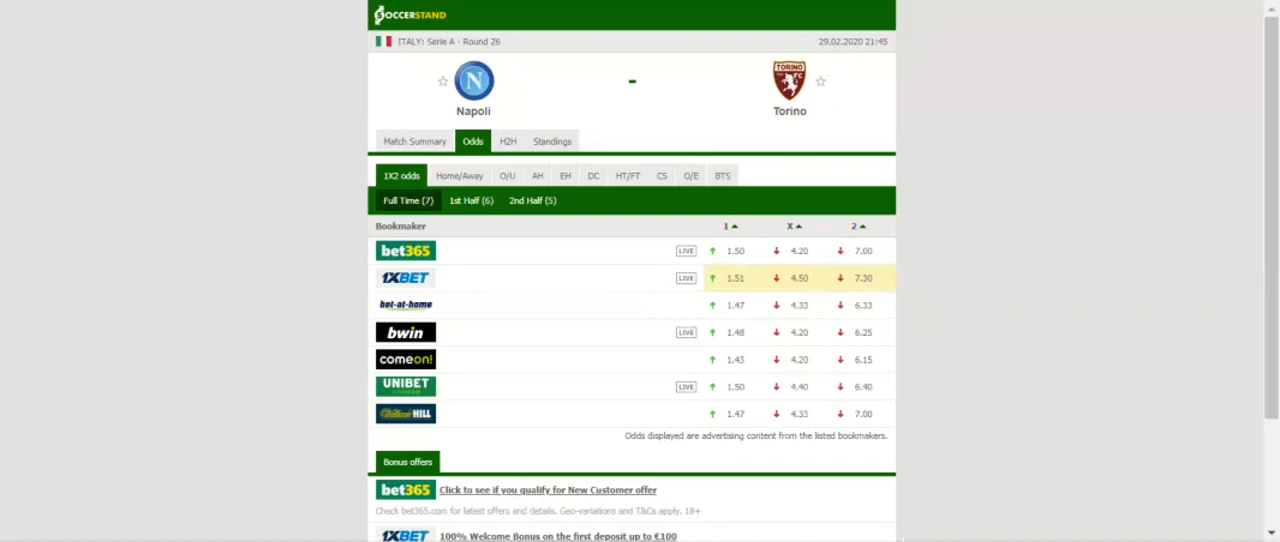 SOCCERSTAND
ITALY: Serie A - Round 26 29.02.2020 21:45
N TORINO FC
-
Napoli Torino
Match Summary Odds H2H Standings
1X2 odds Home/Away O/U AH EH DC HT/FT CS O/E BTS
Full Time (7) 1st Half (6) 2nd Half (5)
Bookmaker 1 X 2
bet365 LIVE 1.50 4.20 7.00
1XBET LIVE 1.51 4.50 7.30
bet-at-home 1.47 4.33 6.33
bwin LIVE 1.48 4.20 6.25
comeon! 1.43 4.20 6.15
UNIBET LIVE 1.50 4.40 6.40
William HILL 1.47 4.33 7.00
Odds displayed are advertising content from the listed bookmakers.
Bonus offers
bet365 Click to see if you qualify for New Customer offer
Check bet365.com for latest offers and details. Geo-variations and T&Cs apply. 18+
1XBET 100% Welcome Bonus on the first deposit up to €100